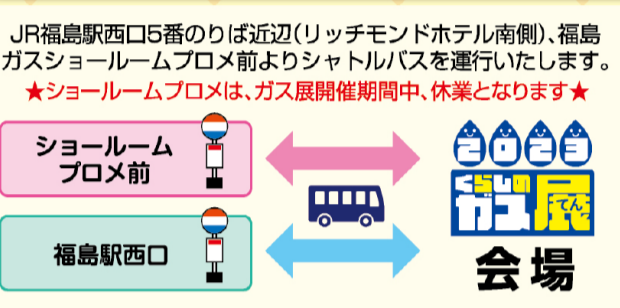 JR福島駅西口5番のりば近辺(リッチモンドホテル南側)、福島
ガスショールームプロメ前よりシャトルバスを運行いたします。
★ショールームプロメは、ガス展開催期間中、休業となります★
ショールーム
プロメ前
福島駅西口
2023
くらしの
ガス展
てんて
会場